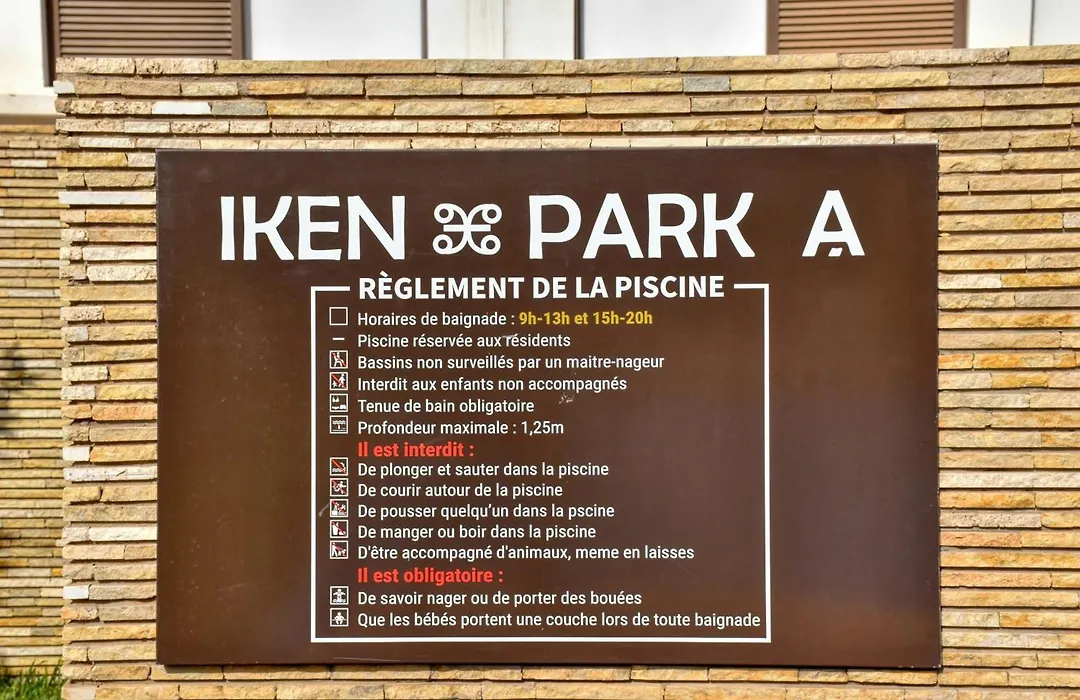 IKEN PARK Ạ
RÈGLEMENT DE LA PISCINE
Horaires de baignade : 9h-13h et 15h-20h
Piscine réservée aux résidents
Bassins non surveillés par un maitre-nageur
Interdit aux enfants non accompagnés
Tenue de bain obligatoire
Profondeur maximale : 1,25m
Il est interdit :
De plonger et sauter dans la piscine
De courir autour de la piscine
De pousser quelqu'un dans la pscine
De manger ou boir dans la piscine
D'être accompagné d'animaux, meme en laisses
Il est obligatoire :
De savoir nager ou de porter des bouées
Que les bébés portent une couche lors de toute baignade